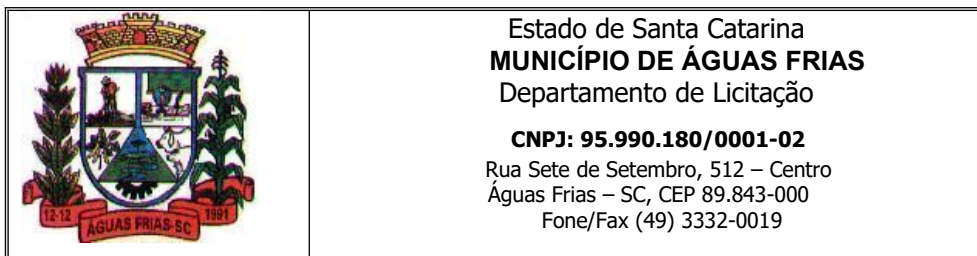 12-12
ÁGUAS FRIAS-SC
1991
Estado de Santa Catarina
MUNICÍPIO DE ÁGUAS FRIAS
Departamento de Licitação
CNPJ: 95.990.180/0001-02
Rua Sete de Setembro, 512 – Centro
Águas Frias – SC, CEP 89.843-000
Fone/Fax (49) 3332-0019